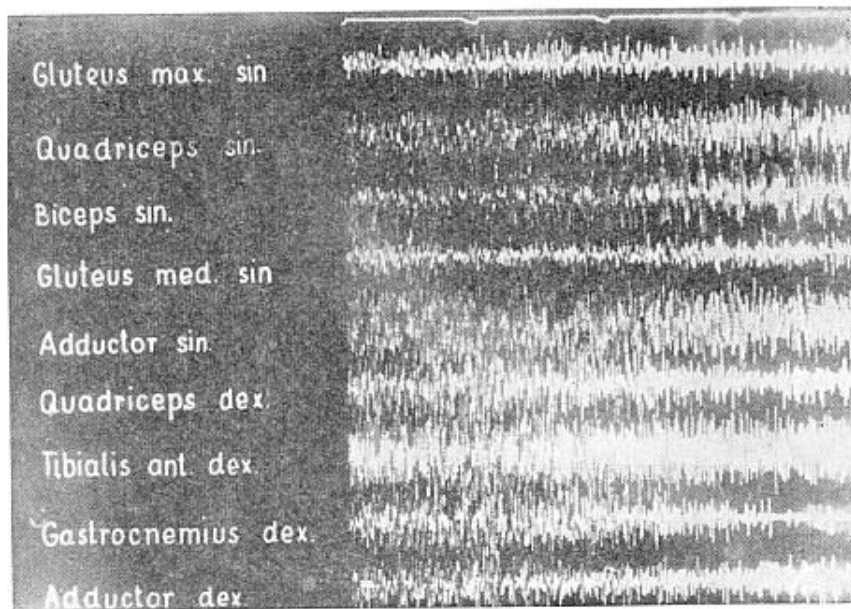 Gluteus max. sin
Quadriceps sin.
Biceps sin.
Gluteus med. sin
Adductor sin.
Quadriceps dex.
Tibialis ant. dex.
Gastrocnemius dex.
Adductor dex.